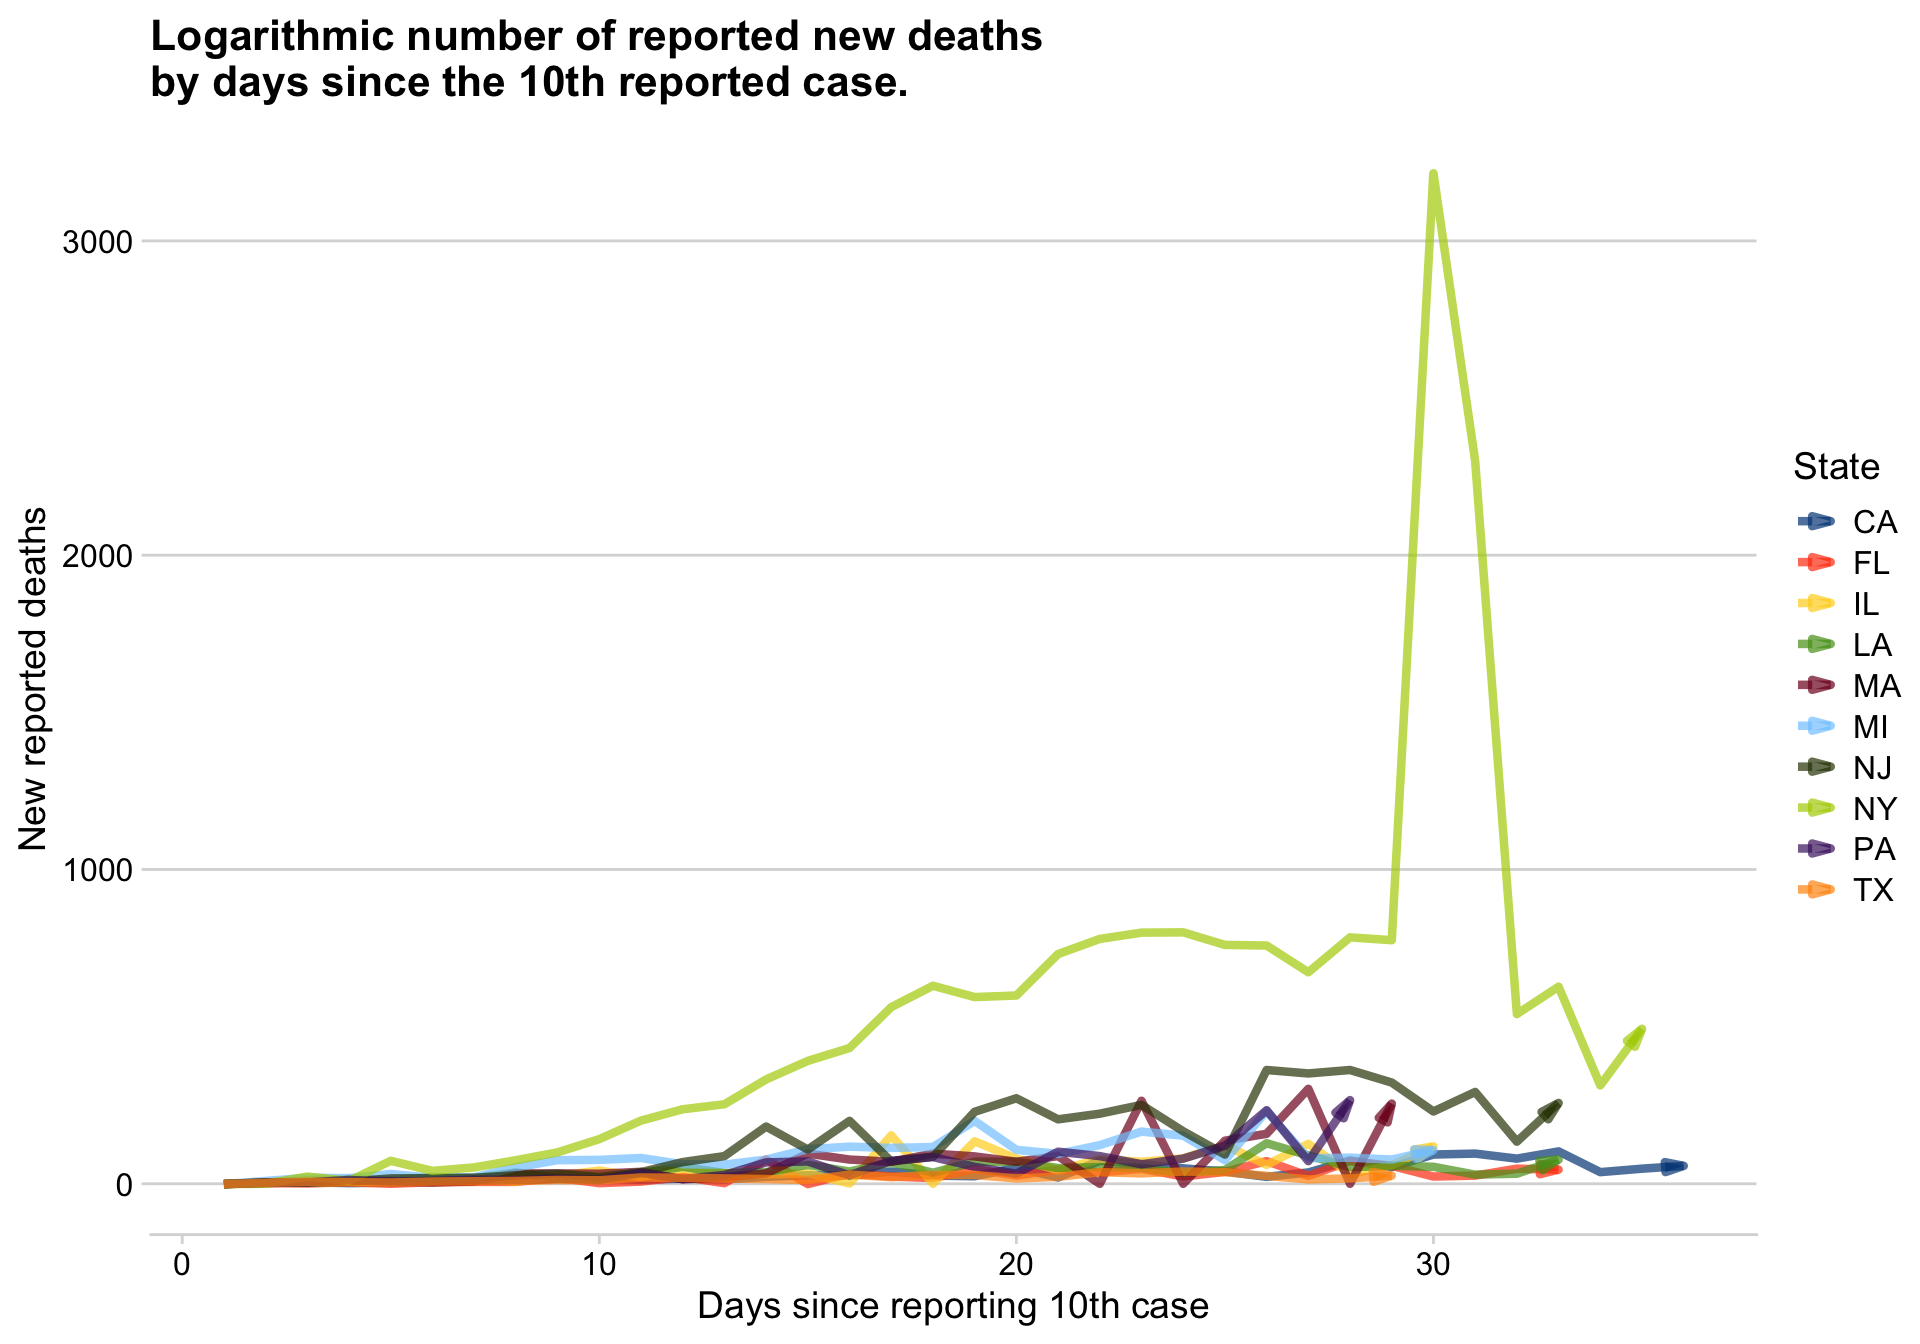 Logarithmic number of reported new deaths
by days since the 10th reported case.
New reported deaths
3000
2000
1000
0
0
10
20
30
Days since reporting 10th case
State
CA
FL
IL
LA
MA
MI
NJ
NY
PA
TX